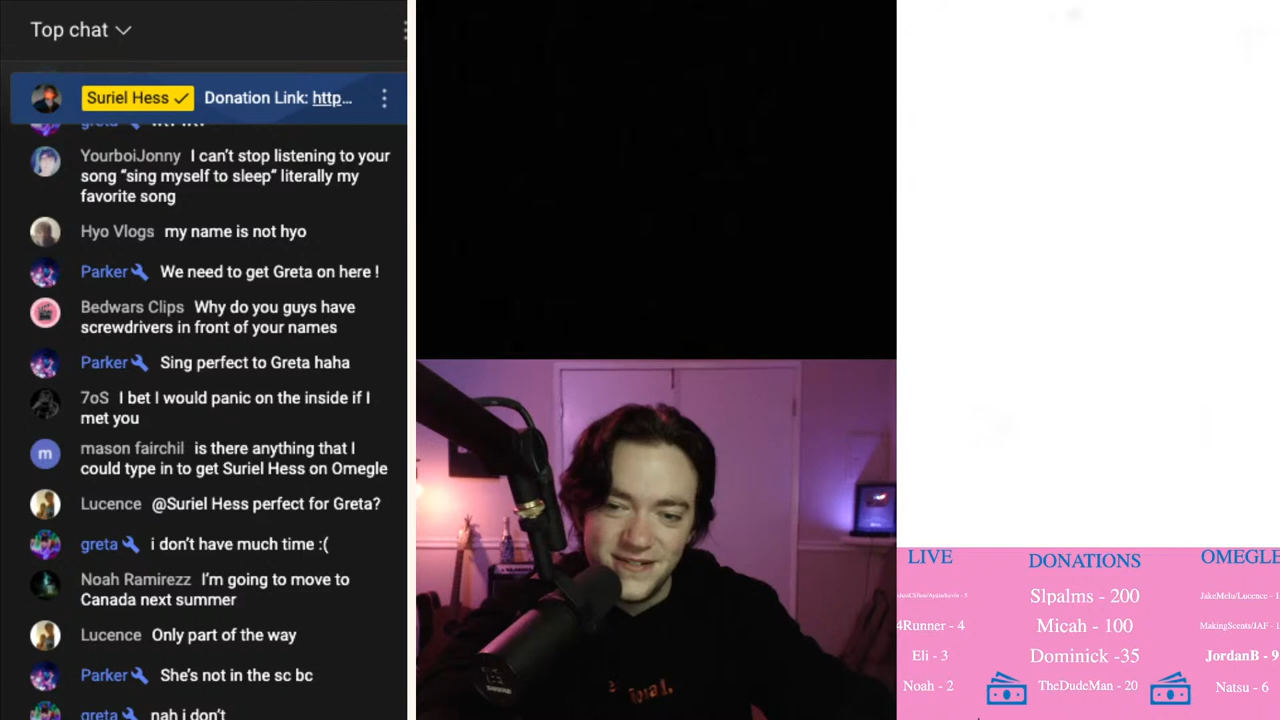 Top chat
Suriel Hess Donation Link: http...
greta
YourboiJonny I can't stop listening to your
song “sing myself to sleep” literally my
favorite song
Hyo Vlogs my name is not hyo
Parker We need to get Greta on here !
Bedwars Clips Why do you guys have
screwdrivers in front of your names
Parker Sing perfect to Greta haha
7oS I bet I would panic on the inside if I
met you
m mason fairchil is there anything that I
could type in to get Suriel Hess on Omegle
Lucence @Suriel Hess perfect for Greta?
greta i don't have much time :(
Noah Ramirezz I'm going to move to
Canada next summer
Lucence Only part of the way
Parker She's not in the sc bc
greta nah i don't
LIVE
4Runner - 4
Eli - 3
Noah - 2
DONATIONS
Slpalms - 200
Micah - 100
Dominick -35
TheDudeMan - 20
OMEGLE
JakeMelu/Lucence - 1
MakingScents/JAF - 1
JordanB - 9
Natsu - 6